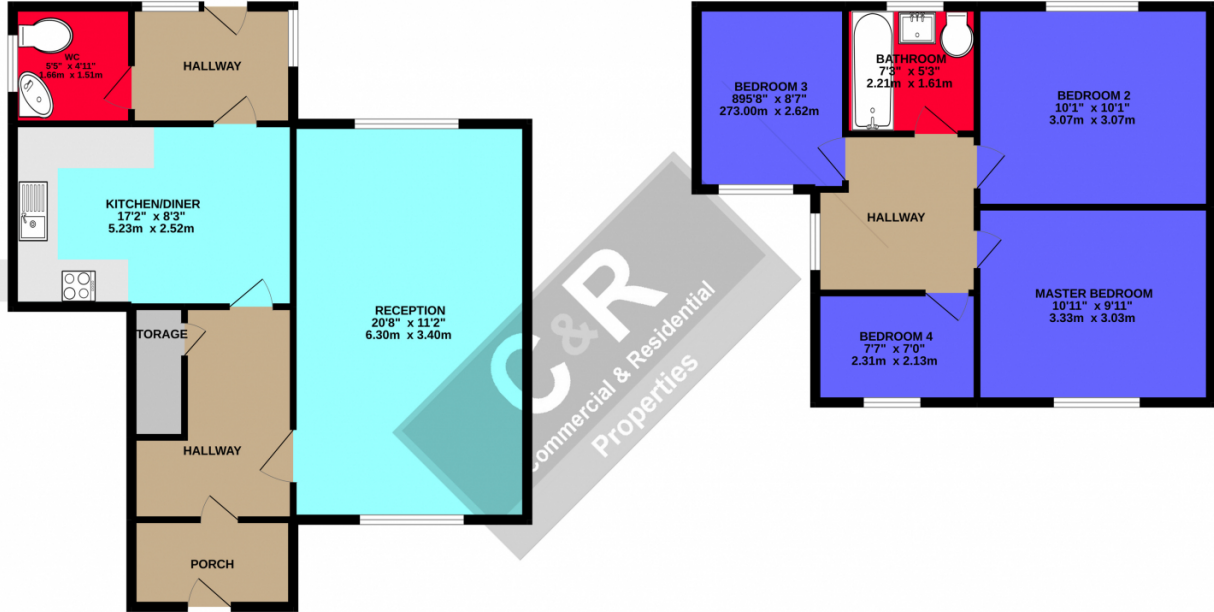 WC
5'5" x 4'11"
1.66m x 1.51m
HALLWAY
KITCHEN/DINER
17'2" x 8'3"
5.23m x 2.52m
RECEPTION
20'8" x 11'2"
6.30m x 3.40m
TORAGE
HALLWAY
PORCH
BEDROOM 3
895'8" x 8'7"
273.00m x 2.62m
BATHROOM
7'3" x 5'3"
2.21m x 1.61m
BEDROOM 2
10'1" x 10'1"
3.07m x 3.07m
HALLWAY
MASTER BEDROOM
10'11" x 9'11"
3.33m x 3.03m
BEDROOM 4
7'7" x 7'0"
2.31m x 2.13m
C&R
Commercial & Residential
Properties